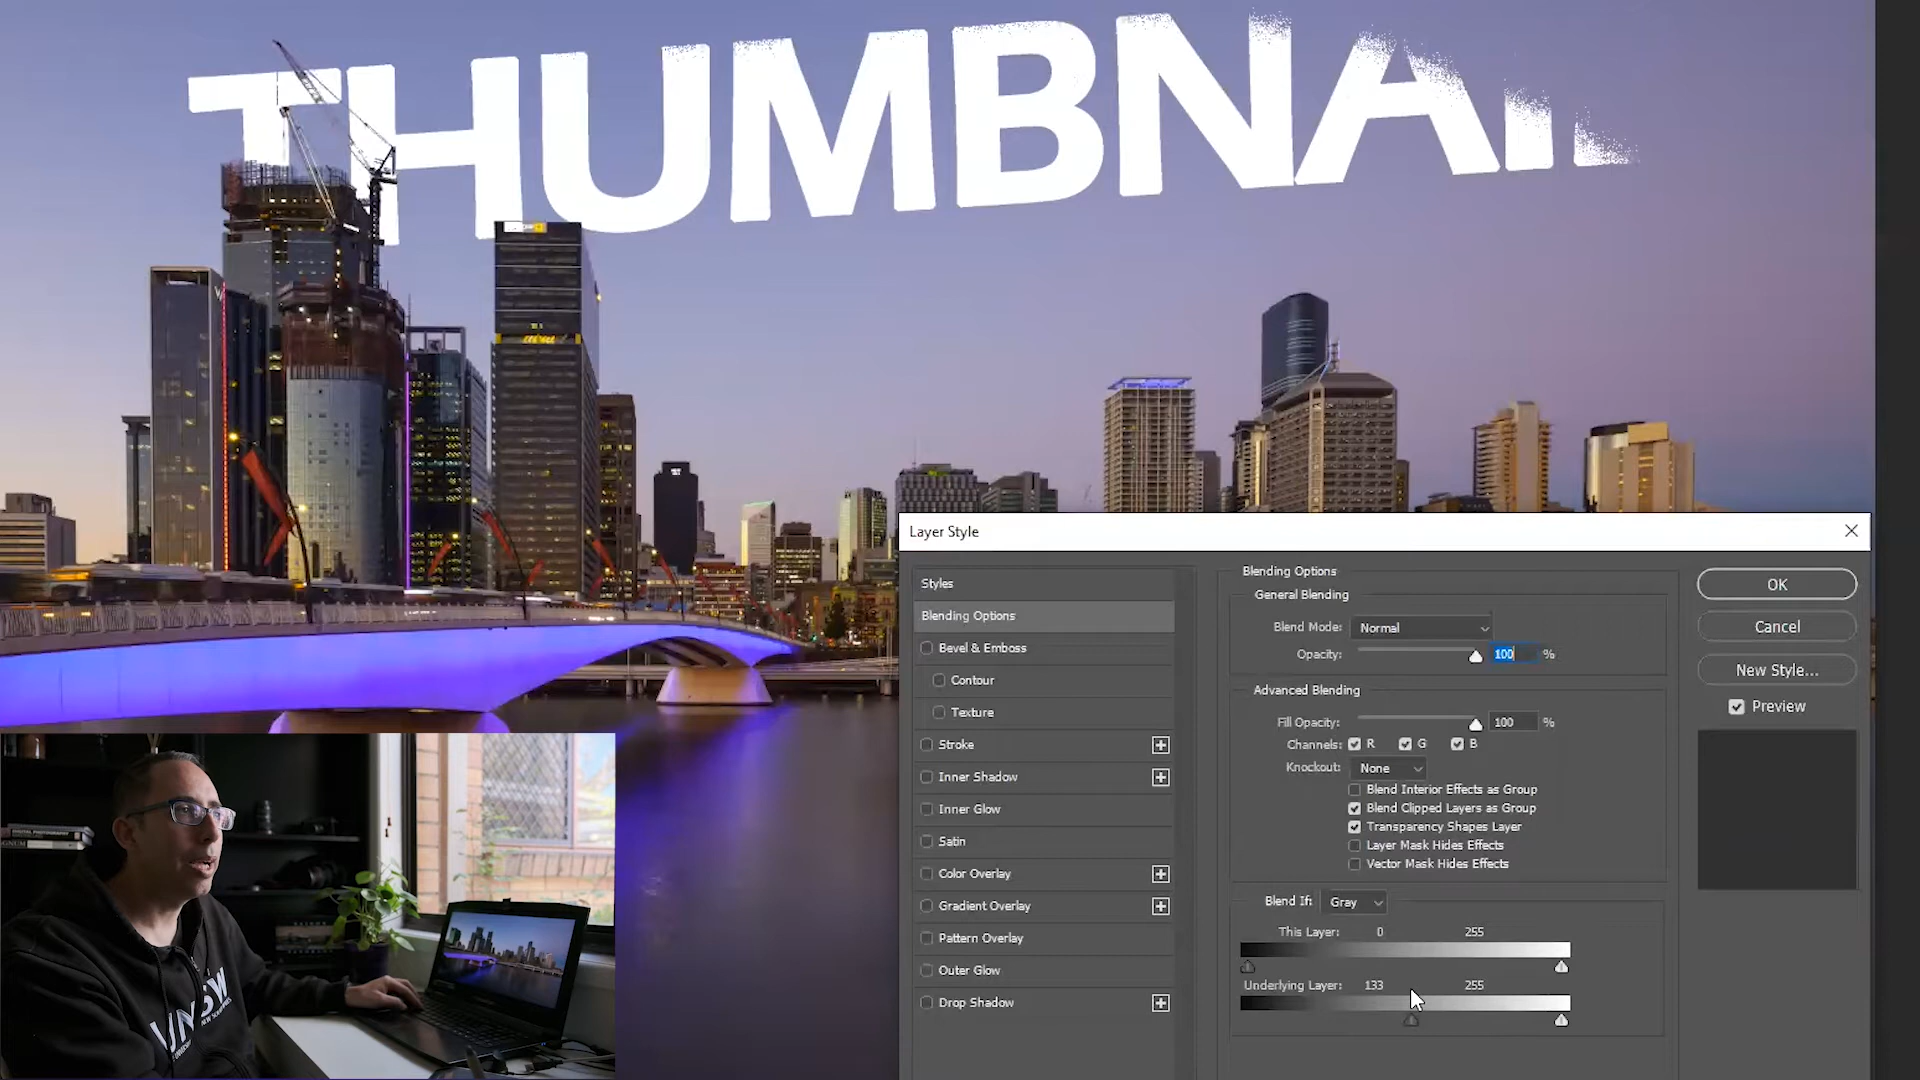 THUMBNAIL
Layer Style
Styles
Blending Options
Bevel & Emboss
Contour
Texture
Stroke
Inner Shadow
Inner Glow
Satin
Color Overlay
Gradient Overlay
Pattern Overlay
Outer Glow
Drop Shadow
Blending Options
General Blending
Blend Mode: Normal
Opacity: 100 %
Advanced Blending
Fill Opacity: 100 %
Channels: R G B
Knockout: None
Blend Interior Effects as Group
Blend Clipped Layers as Group
Transparency Shapes Layer
Layer Mask Hides Effects
Vector Mask Hides Effects
Blend If: Gray
This Layer: 0 255
Underlying Layer: 133 255
OK
Cancel
New Style...
Preview
UNSW